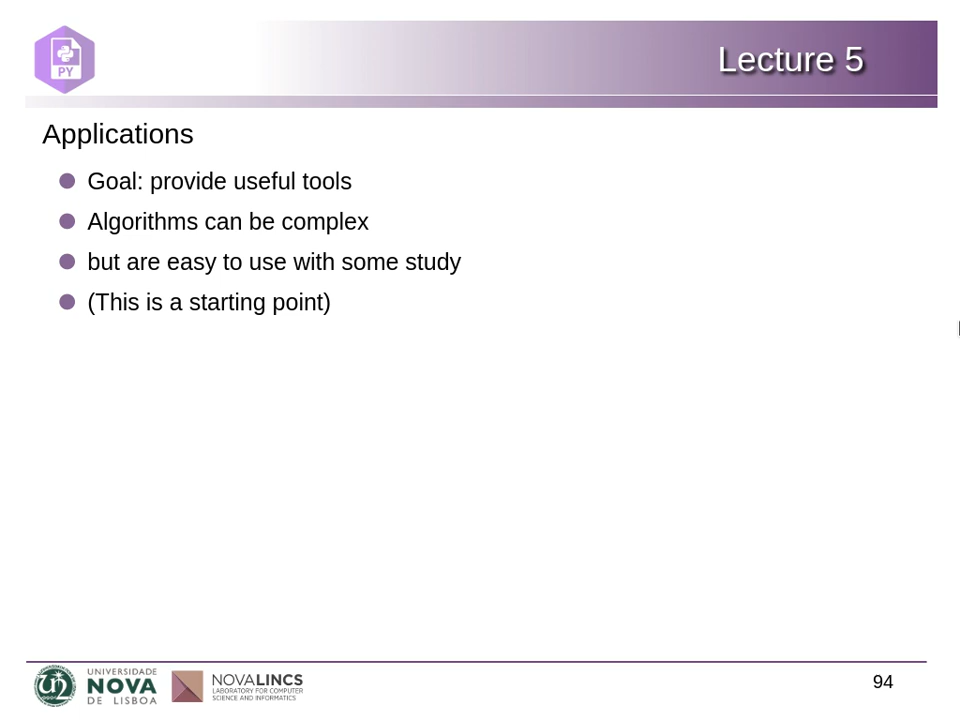 PY
Lecture 5
Applications
Goal: provide useful tools
Algorithms can be complex
but are easy to use with some study
(This is a starting point)
UNIVERSIDADE
NOVA
DE LISBOA
NOVALINCS
LABORATORY FOR COMPUTER
SCIENCE AND INFORMATICS
94